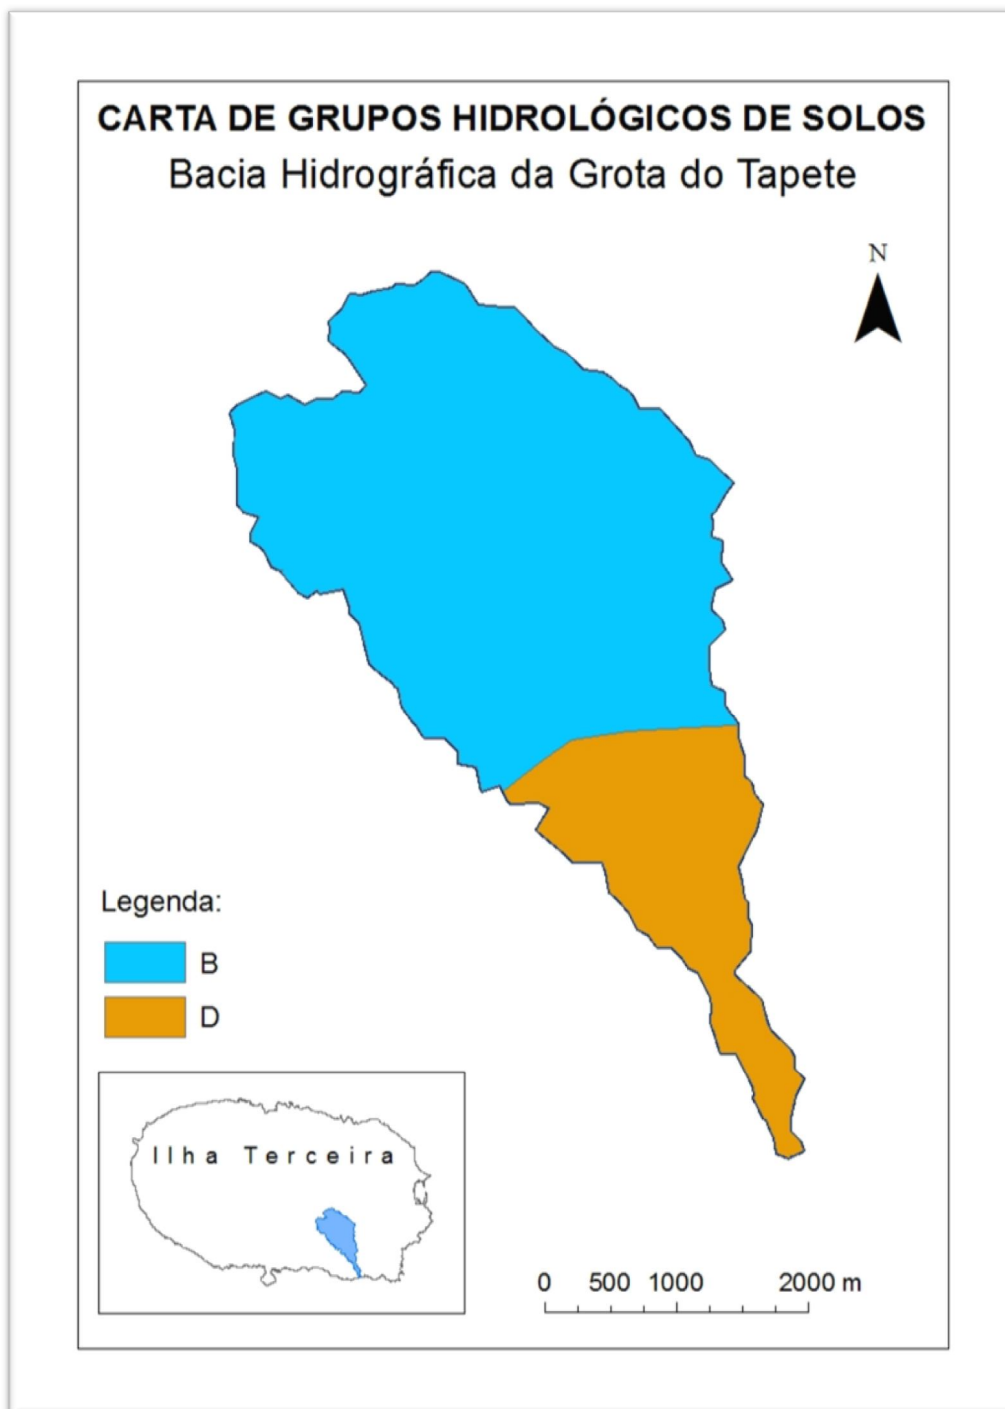 CARTA DE GRUPOS HIDROLÓGICOS DE SOLOS
Bacia Hidrográfica da Grota do Tapete
N
Legenda:
B
D
Ilha Terceira
0 500 1000 2000 m